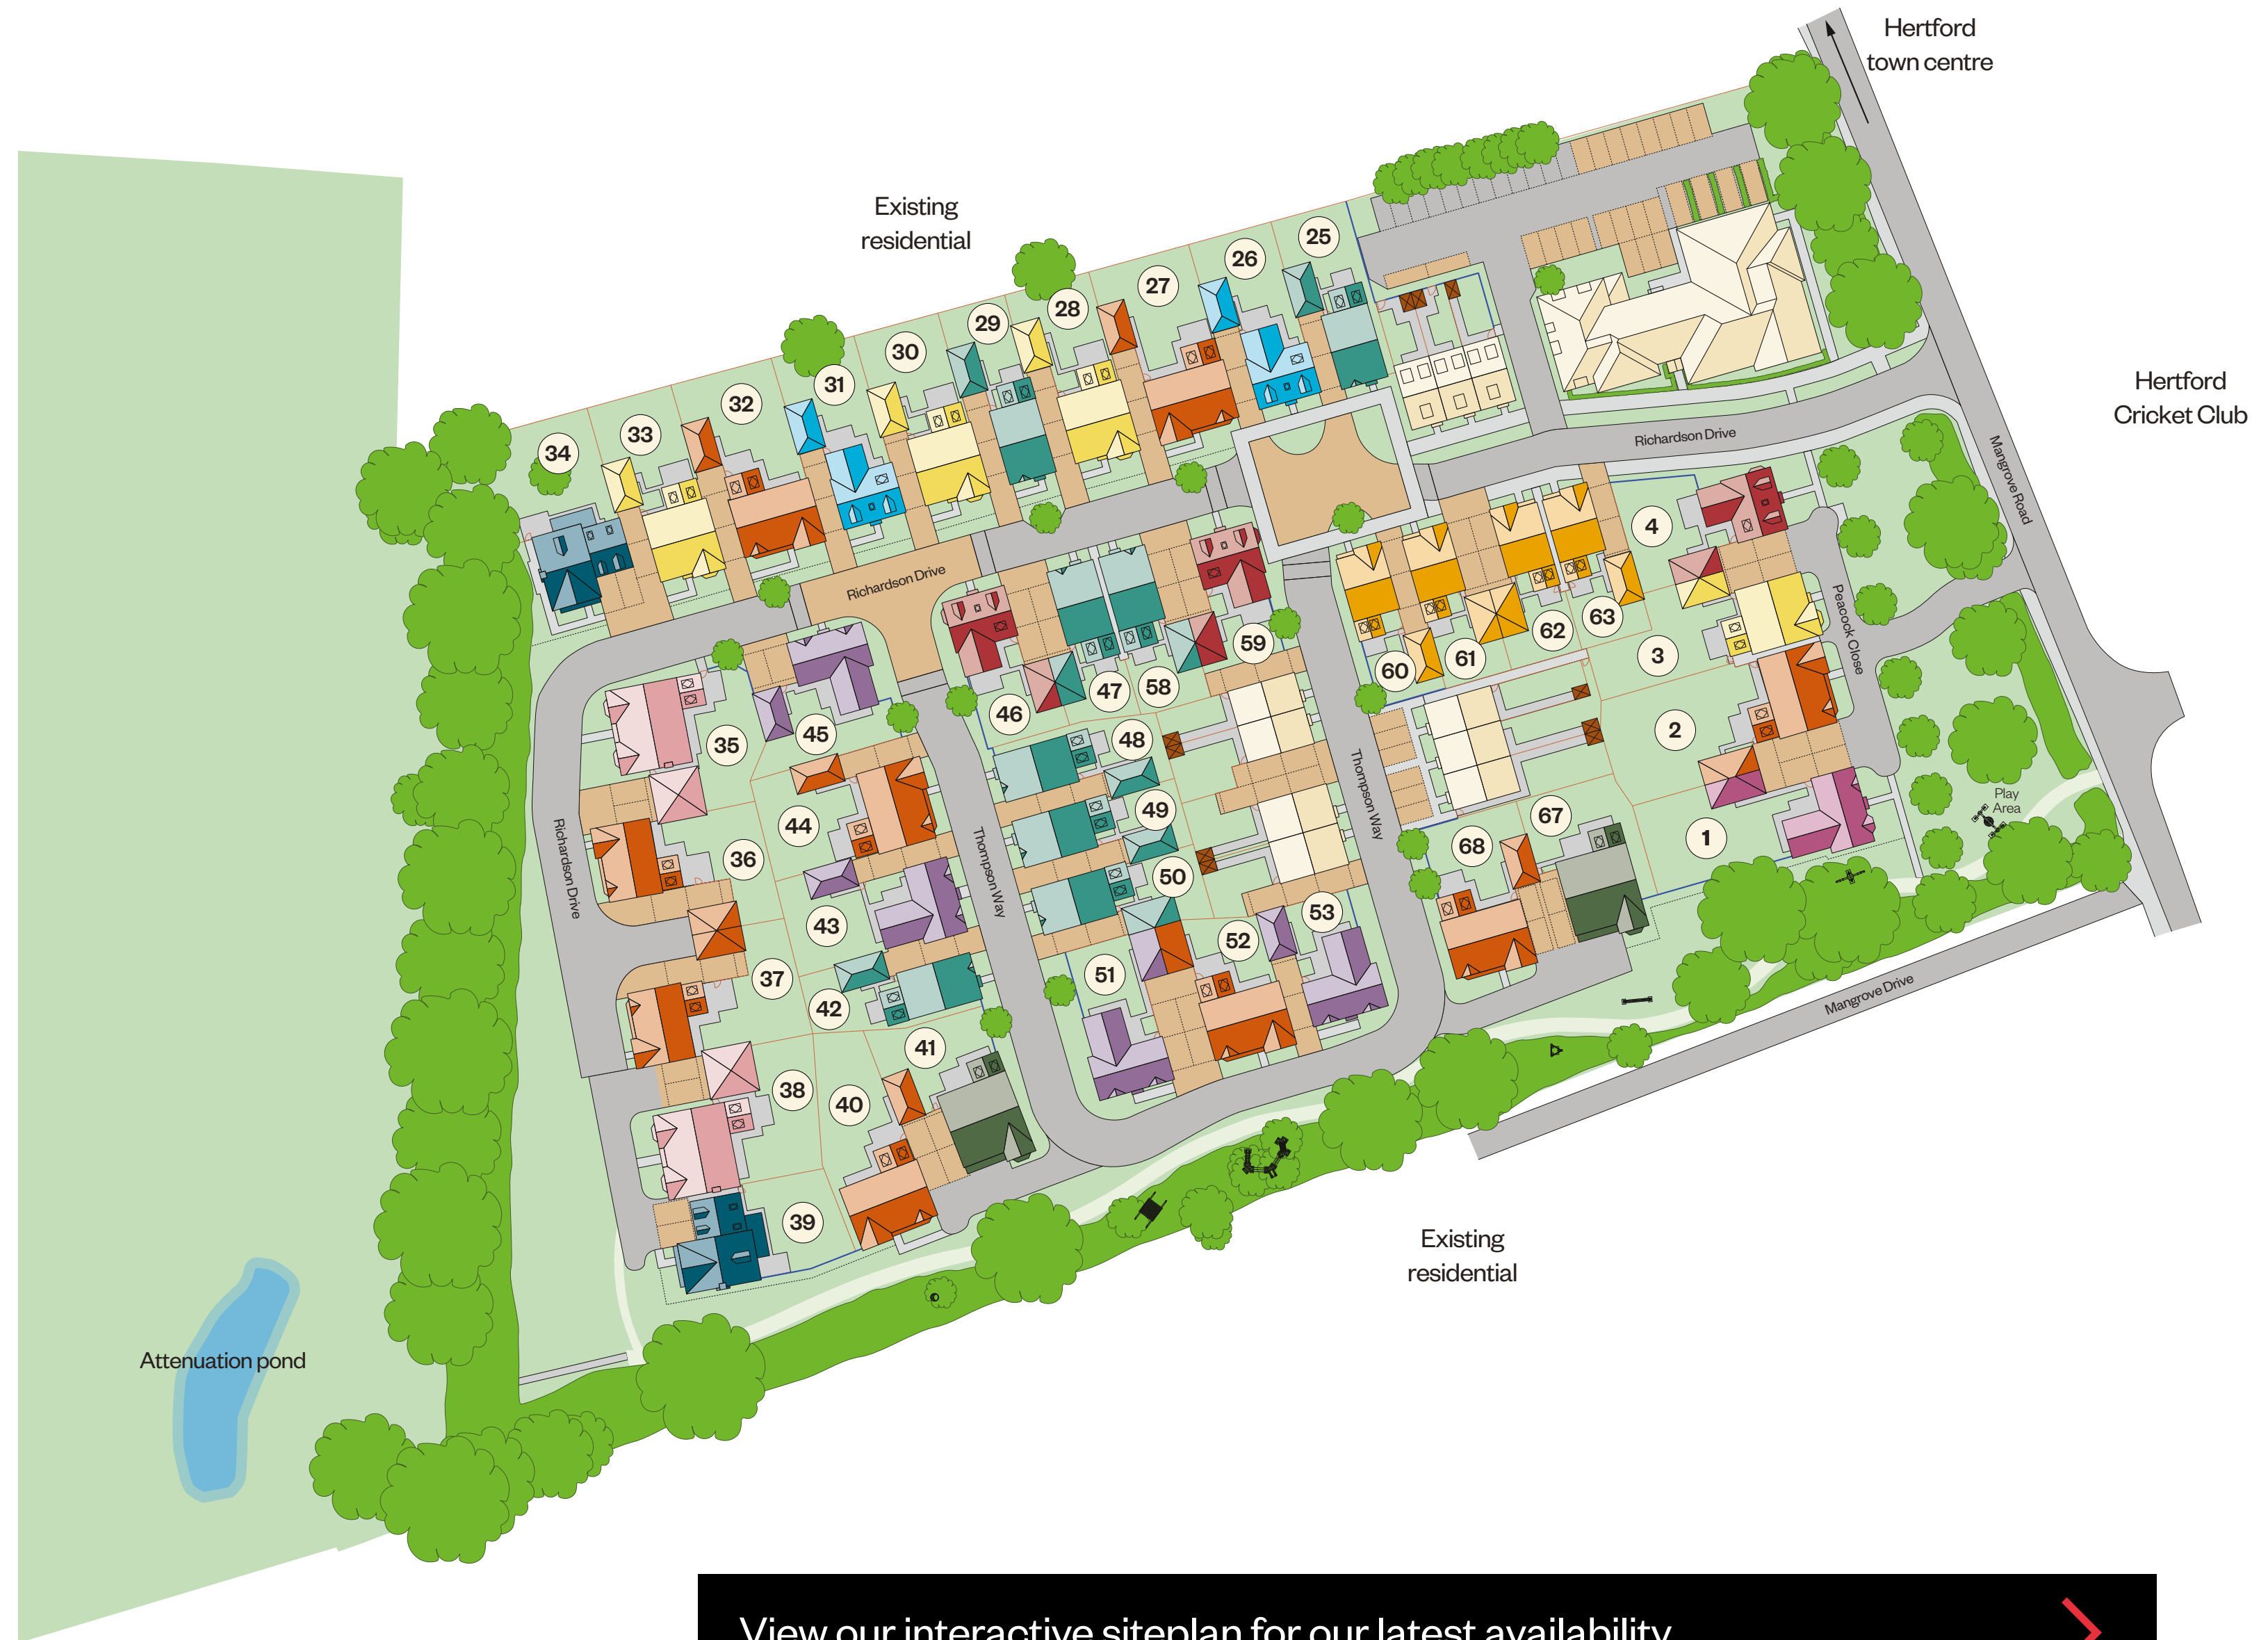 Hertford
town centre
Existing
residential
25
26
27
28
29
30
31
32
33
34
Hertford
Cricket Club
Richardson Drive
Mangrove Road
4
Peacock Close
3
63
62
61
60
Richardson Drive
59
58
47
46
45
35
48
2
Thompson Way
Play
Area
49
44
67
1
68
36
Richardson Drive
Thompson Way
50
43
53
52
51
37
42
Mangrove Drive
41
38
40
39
Existing
residential
Attenuation pond
View our interactive siteplan for our latest availability